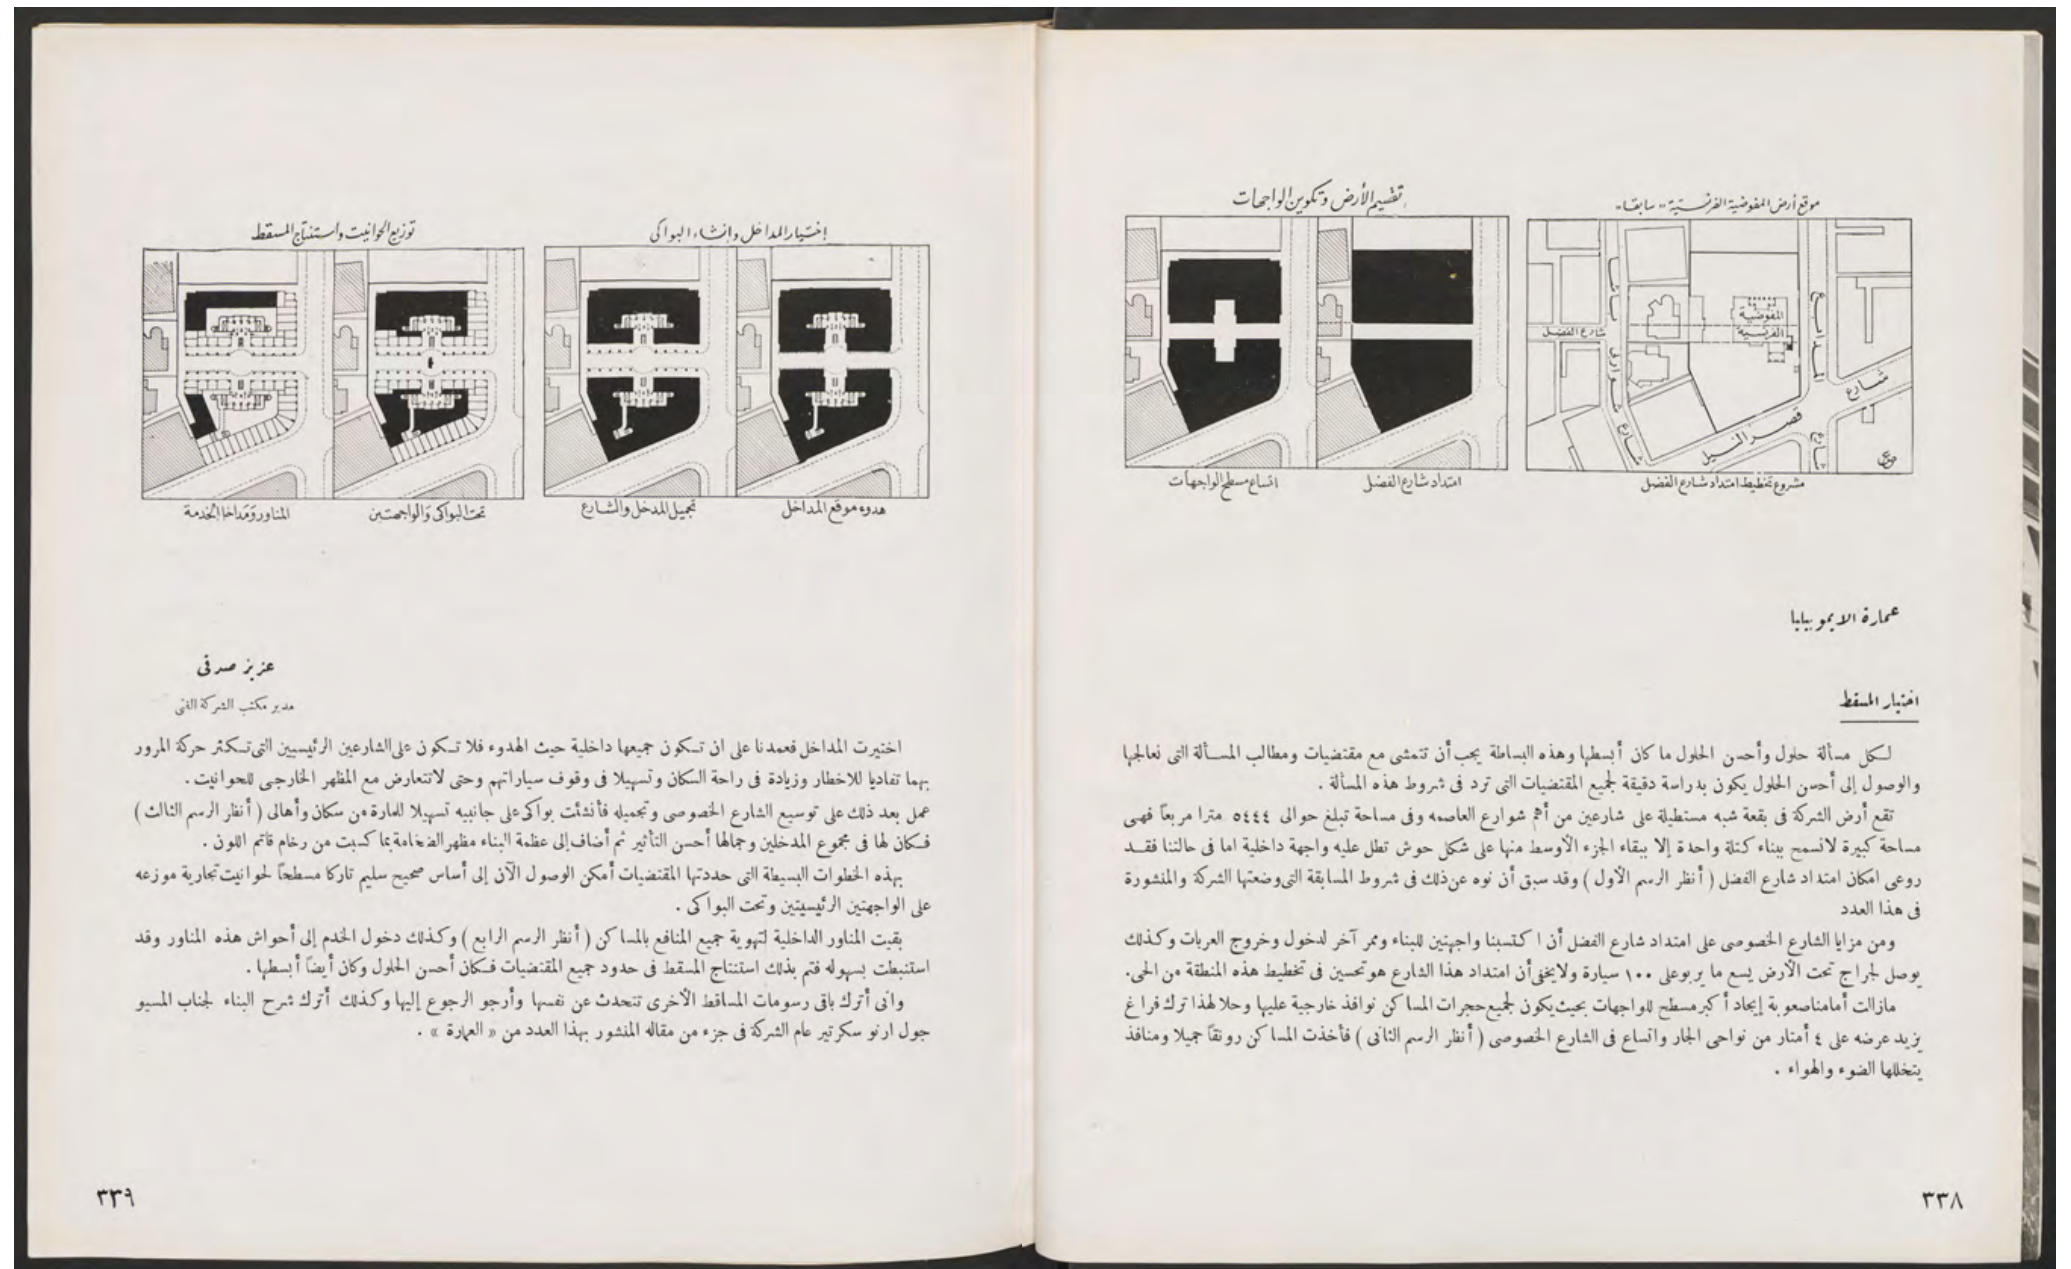 موقع أرض المفوضية الفرنسية « سابقا »
شارع الفضل
شارع
حوارتى
شارع
المفوضية
الفرنسية
المدابغ
شارع
شارع
قصر النيل
مشروع تخطيط امتداد شارع الفضل
تقسيم الأرض وتكوين الواجهات
امتداد شارع الفضل
اتساع مسطح الواجهات
عمارة الايموبيليا
اختيار المسقط
لكل مسألة حلول وأحسن الحلول ما كان أبسطها وهذه البساطة يجب أن تتمشى مع مقتضيات ومطالب المسألة التى نعالجها
والوصول إلى أحسن الحلول يكون بدراسة دقيقة لجميع المقتضيات التى ترد فى شروط هذه المسألة .
تقع أرض الشركة فى بقعة شبه مستطيلة على شارعين من أهم شوارع العاصمه وفى مساحة تبلغ حوالى ٥٤٤٤ مترا مربعاً فهى
مساحة كبيرة لاتسمح ببناء كتلة واحدة إلا ببقاء الجزء الأوسط منها على شكل حوش تطل عليه واجهة داخلية اما فى حالتنا فقد
روعى امكان امتداد شارع الفضل ( أنظر الرسم الأول ) وقد سبق أن نوه عن ذلك فى شروط المسابقة التى وضعتها الشركة والمنشورة
فى هذا العدد
ومن مزايا الشارع الخصوصى على امتداد شارع الفضل أن اكتسبنا واجهتين للبناء وممر آخر لدخول وخروج العربات وكذلك
يوصل لجراج تحت الأرض يسع ما يربوعلى ١٠٠ سيارة ولايخفى أن امتداد هذا الشارع هو تحسين فى تخطيط هذه المنطقة من الحى.
مازالت أمامنا صعوبة إيجاد أكبر مسطح للواجهات بحيث يكون لجميع حجرات المساكن نوافذ خارجية عليها وحلا لهذا ترك فراغ
يزيد عرضه على ٤ أمتار من نواحى الجار واتساع فى الشارع الخصوصى ( أنظر الرسم الثانى ) فأخذت المساكن رونقاً جميلا ومنافذ
يتخللها الضوء والهواء .
٣٣٨
إختيار المداخل وإنشاء البواكى
هدوء موقع المداخل
تجميل المدخل والشارع
توزيع الحوانيت واستنتاج المسقط
تحت البواكى والواجهتين
المناور ومداخل الخدمة
عزيز صدقى
مدير مكتب الشركة الفنى
اختيرت المداخل فعمدنا على ان تكون جميعها داخلية حيث الهدوء فلا تكون على الشارعين الرئيسيين التى تكثر حركة المرور
بهما تفاديا للاخطار وزيادة فى راحة السكان وتسهيلا فى وقوف سياراتهم وحتى لاتتعارض مع المظهر الخارجى للحوانيت .
عمل بعد ذلك على توسيع الشارع الخصوصى وتجميله فأنشئت بواكى على جانبيه تسهيلا للمارة من سكان وأهالى ( أنظر الرسم الثالث )
فكان لها فى مجموع المدخلين وجمالها أحسن التأثير ثم أضاف إلى عظمة البناء مظهر الضخامة بما كسبت من رخام قاتم اللون .
بهذه الخطوات البسيطة التى حددتها المقتضيات أمكن الوصول الآن إلى أساس صحيح سليم تاركا مسطحاً لحوانيت تجارية موزعه
على الواجهتين الرئيسيتين وتحت البواكى .
بقيت المناور الداخلية لتهوية جميع المنافع بالمساكن ( أنظر الرسم الرابع ) وكذلك دخول الخدم إلى أحواش هذه المناور وقد
استنبطت بسهوله فتم بذلك استنتاج المسقط فى حدود جميع المقتضيات فكان أحسن الحلول وكان أيضاً أبسطها .
وانى أترك باقى رسومات المساقط الأخرى تتحدث عن نفسها وأرجو الرجوع إليها وكذلك أترك شرح البناء لجناب المسيو
جول ارنو سكرتير عام الشركة فى جزء من مقاله المنشور بهذا العدد من « العمارة » .
٣٣٩